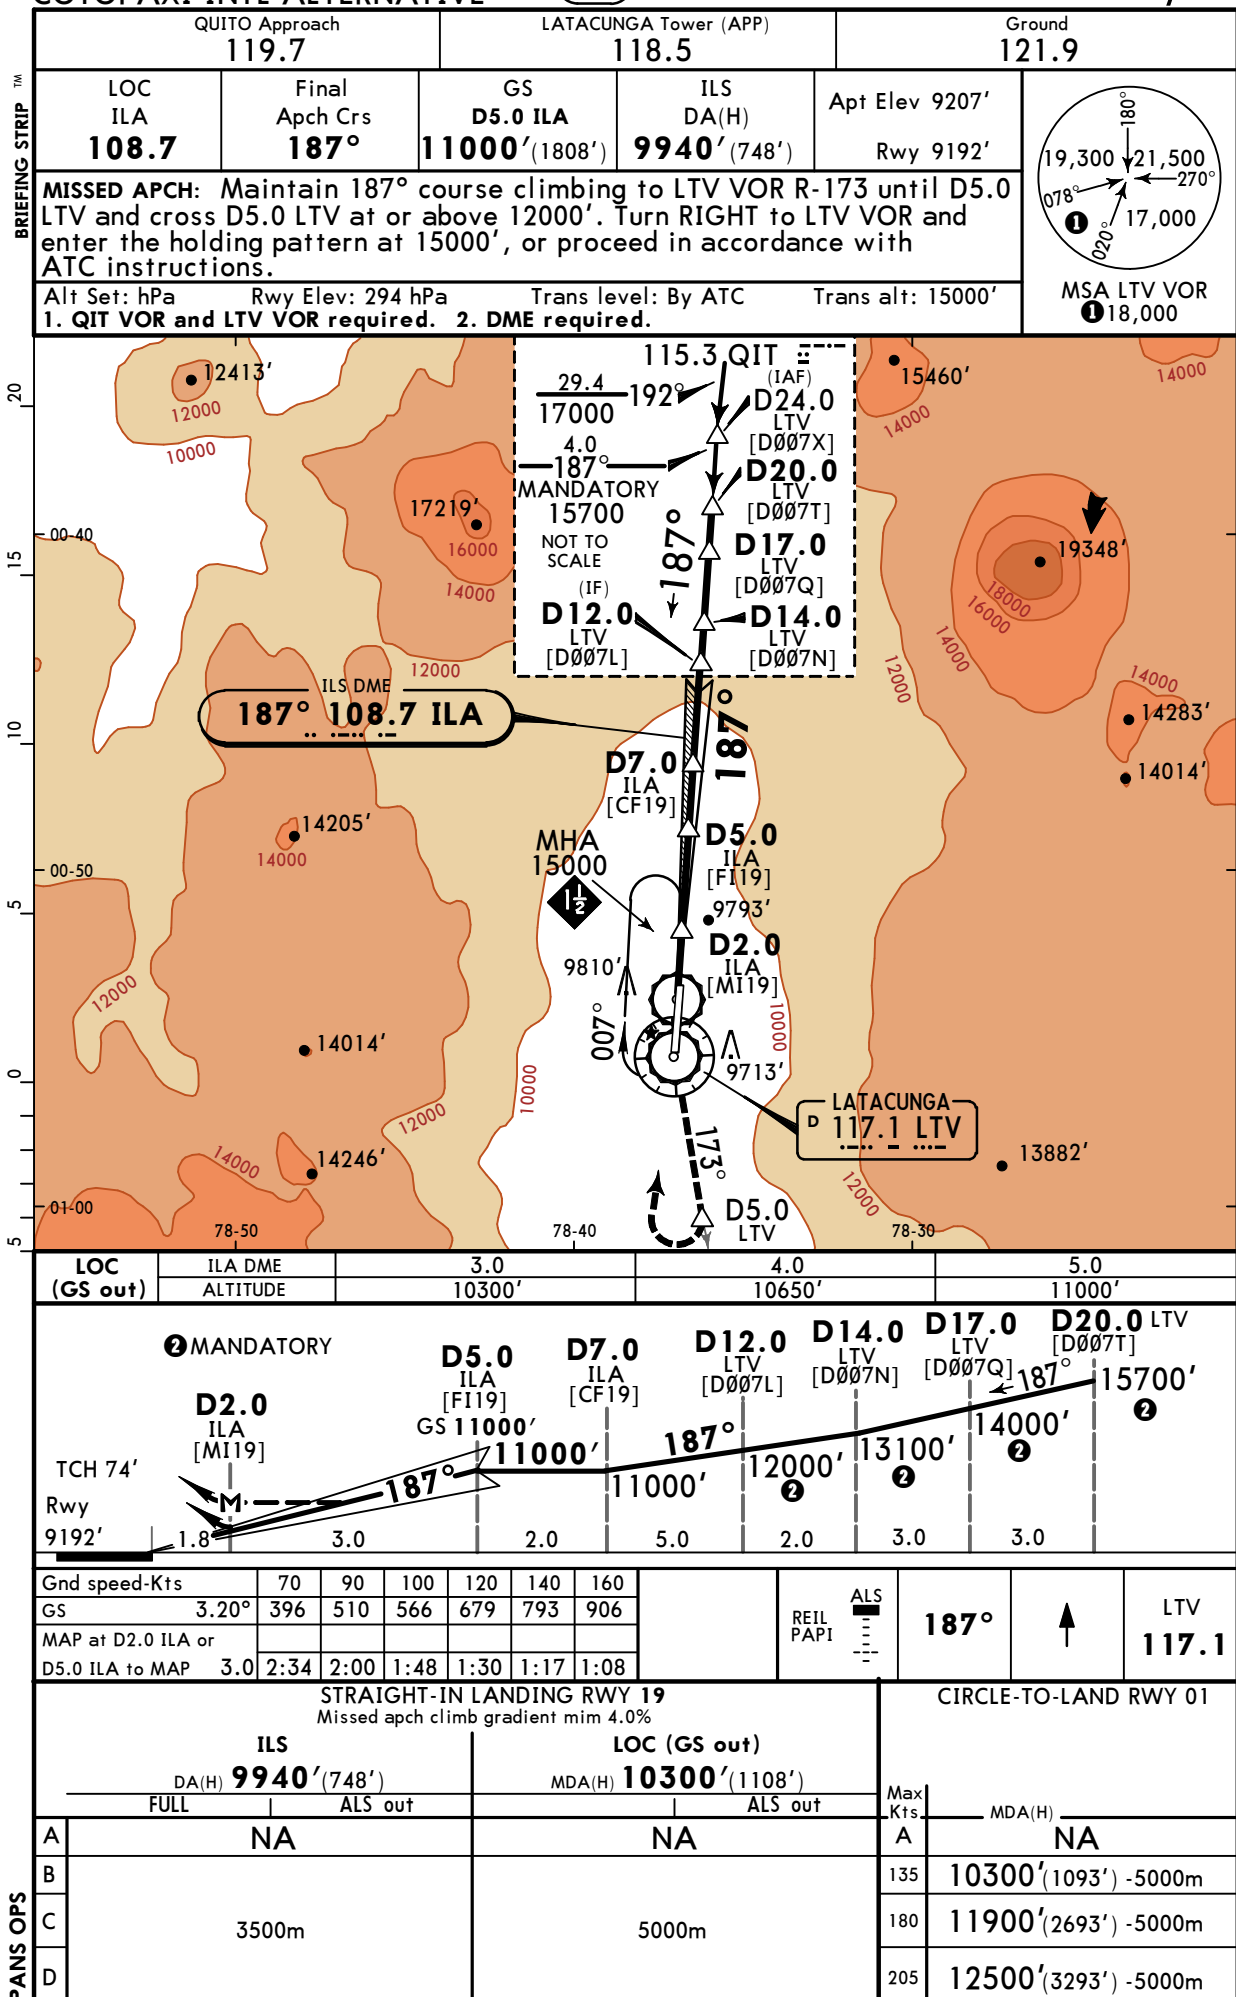 QUITO Approach
119.7
LATACUNGA Tower (APP)
118.5
Ground
121.9
BRIEFING STRIP ™
LOC
ILA
108.7
Final
Apch Crs
187°
GS
D5.0 ILA
11000'(1808')
ILS
DA(H)
9940'(748')
Apt Elev 9207'
Rwy 9192'
MISSED APCH: Maintain 187° course climbing to LTV VOR R-173 until D5.0
LTV and cross D5.0 LTV at or above 12000'. Turn RIGHT to LTV VOR and
enter the holding pattern at 15000', or proceed in accordance with
ATC instructions.
Alt Set: hPa Rwy Elev: 294 hPa Trans level: By ATC Trans alt: 15000'
1. QIT VOR and LTV VOR required. 2. DME required.
180°
19,300 21,500
270°
078°
1 17,000
020°
MSA LTV VOR
1 18,000
115.3 QIT
29.4
17000
192°
(IAF)
D24.0
LTV
[DØØ7X]
4.0
187°
MANDATORY
15700
NOT TO
SCALE
D20.0
LTV
[DØØ7T]
187°
D17.0
LTV
[DØØ7Q]
(IF)
D12.0
LTV
[DØØ7L]
D14.0
LTV
[DØØ7N]
12413'
12000
10000
15460'
14000
14000
17219'
16000
14000
12000
19348'
18000
16000
14000
12000
14000
14283'
14014'
20
15
10
5
0
5
00-40
00-50
01-00
ILS DME
187° 108.7 ILA
187°
D7.0
ILA
[CF19]
D5.0
ILA
[FI19]
14205'
14000
MHA
15000
1½
9793'
D2.0
ILA
[MI19]
9810'
007°
12000
14014'
10000
10000
9713'
LATACUNGA
D 117.1 LTV
12000
14000
14246'
173°
D5.0
LTV
13882'
12000
78-50
78-40
78-30
LOC
(GS out)
ILA DME 3.0 4.0 5.0
ALTITUDE 10300' 10650' 11000'
2 MANDATORY
D2.0
ILA
[MI19]
D5.0
ILA
[FI19]
GS 11000'
D7.0
ILA
[CF19]
D12.0
LTV
[DØØ7L]
D14.0
LTV
[DØØ7N]
D17.0
LTV
[DØØ7Q]
D20.0 LTV
[DØØ7T]
187°
15700'
2
14000'
2
13100'
2
12000'
2
187°
11000'
11000'
187°
M
TCH 74'
Rwy
9192'
1.8 3.0 2.0 5.0 2.0 3.0 3.0
Gnd speed-Kts 70 90 100 120 140 160
GS 3.20° 396 510 566 679 793 906
MAP at D2.0 ILA or
D5.0 ILA to MAP 3.0 2:34 2:00 1:48 1:30 1:17 1:08
REIL
PAPI
ALS
187°
LTV
117.1
PANS OPS
STRAIGHT-IN LANDING RWY 19
Missed apch climb gradient mim 4.0%
ILS
DA(H) 9940'(748')
FULL ALS out
LOC (GS out)
MDA(H) 10300'(1108')
ALS out
CIRCLE-TO-LAND RWY 01
Max
Kts
MDA(H)
A NA NA A NA
B 135 10300'(1093') -5000m
C 3500m 5000m 180 11900'(2693') -5000m
D 205 12500'(3293') -5000m